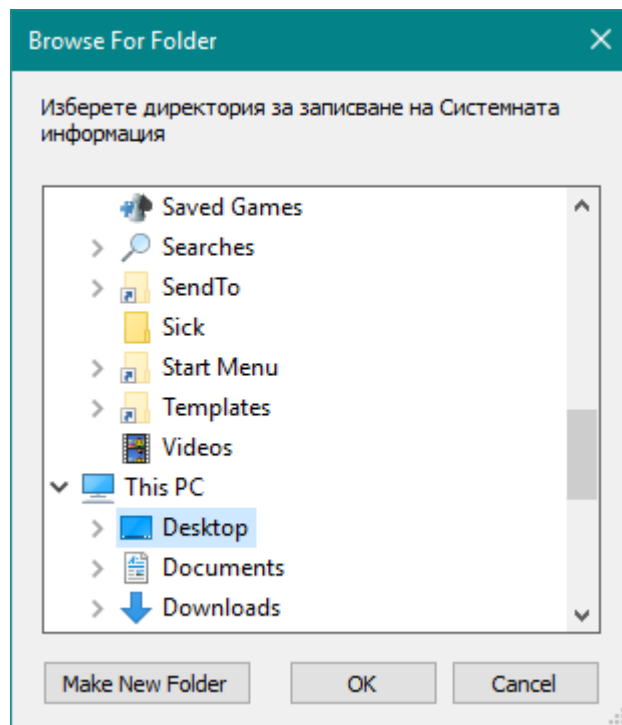 Browse For Folder
Изберете директория за записване на Системната
информация
Saved Games
Searches
SendTo
Sick
Start Menu
Templates
Videos
This PC
Desktop
Documents
Downloads
Make New Folder OK Cancel